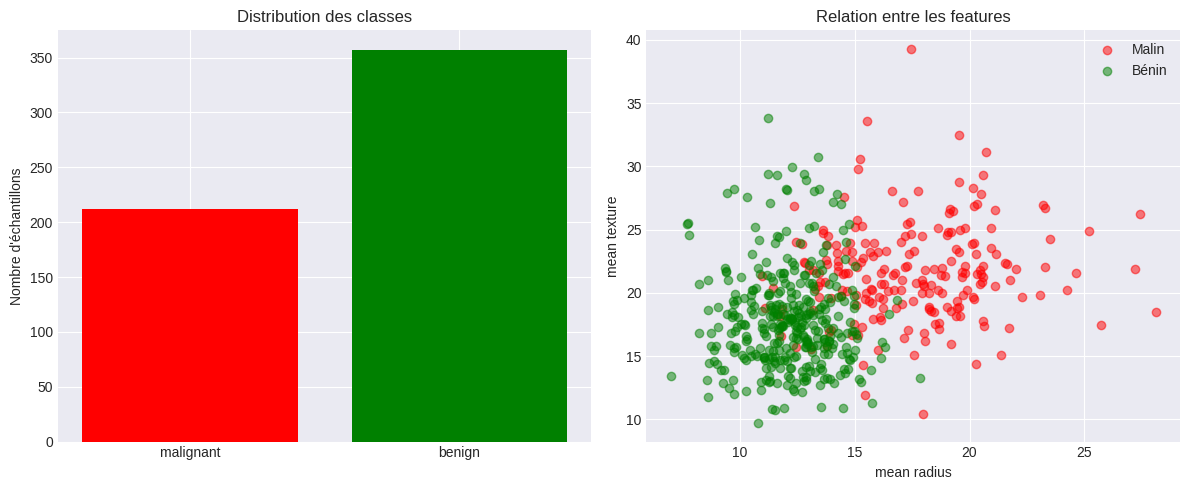 Distribution des classes
Nombre d'échantillons
350
300
250
200
150
100
50
0
malignant
benign
Relation entre les features
Malin
Bénin
mean texture
40
35
30
25
20
15
10
10
15
20
25
mean radius